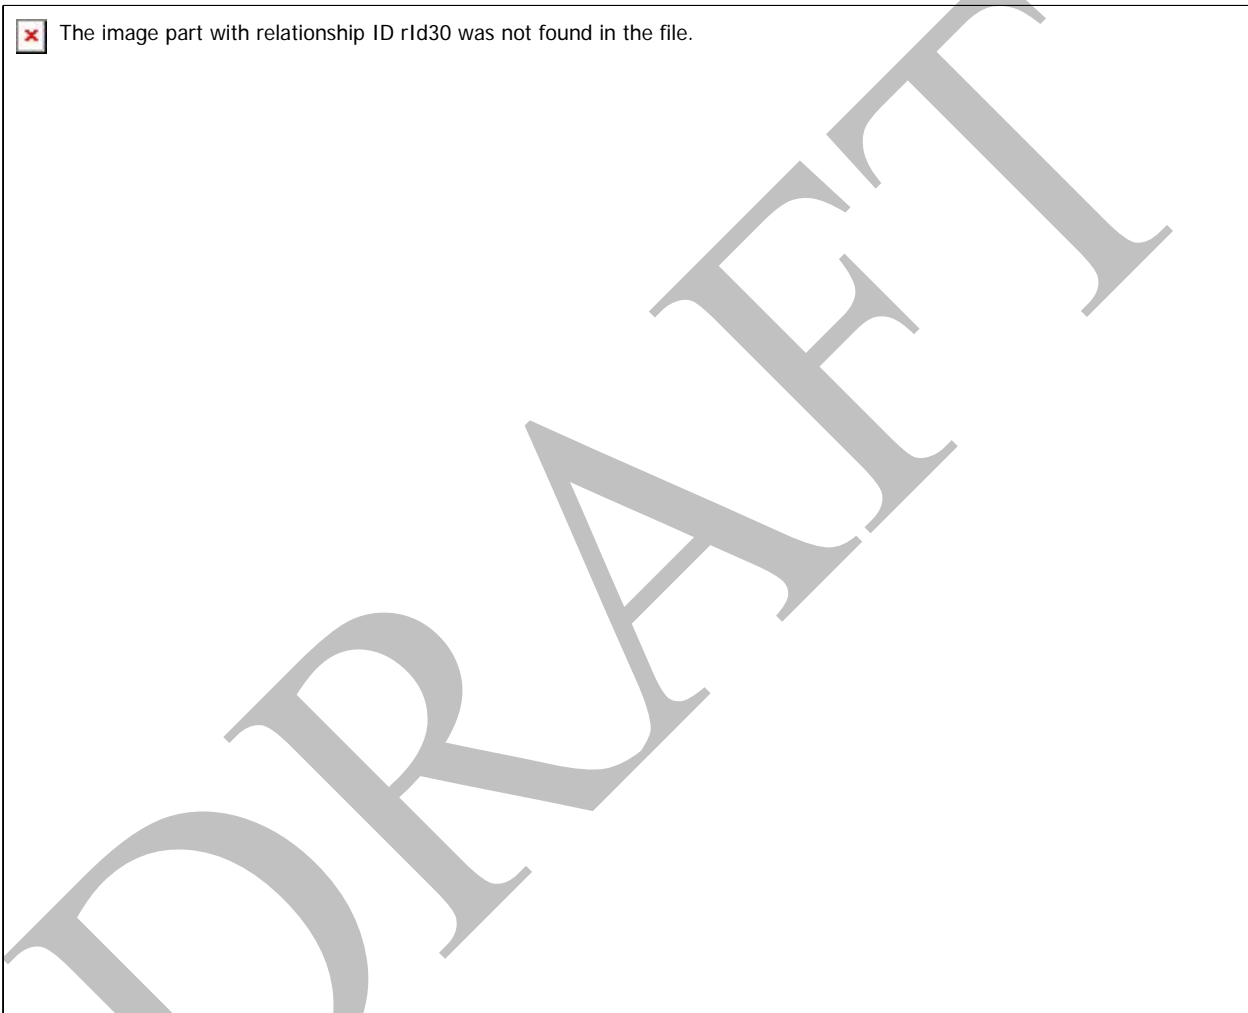 The image part with relationship ID rId30 was not found in the file.
DRAFT